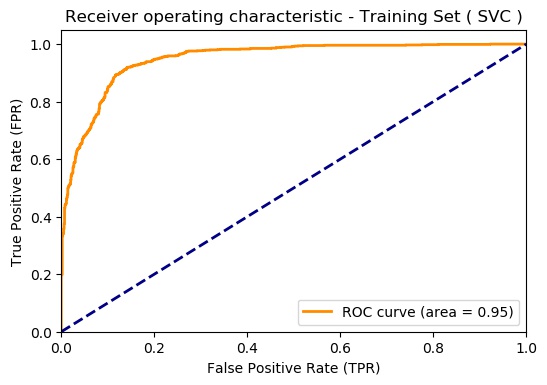 Receiver operating characteristic - Training Set ( SVC )
1.0
0.8
0.6
0.4
0.2
0.0
True Positive Rate (FPR)
ROC curve (area = 0.95)
0.0 0.2 0.4 0.6 0.8 1.0
False Positive Rate (TPR)